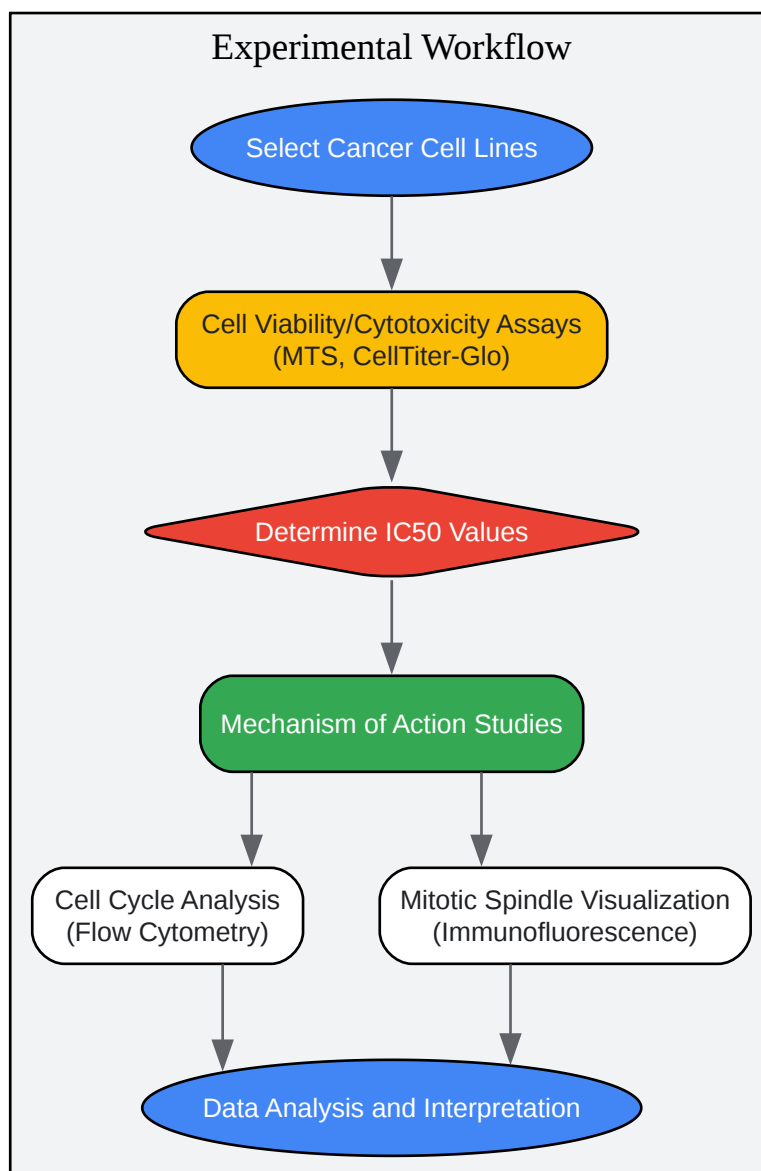 Experimental Workflow
Select Cancer Cell Lines
Cell Viability/Cytotoxicity Assays
(MTS, CellTiter-Glo)
Determine IC50 Values
Mechanism of Action Studies
Cell Cycle Analysis
(Flow Cytometry)
Mitotic Spindle Visualization
(Immunofluorescence)
Data Analysis and Interpretation